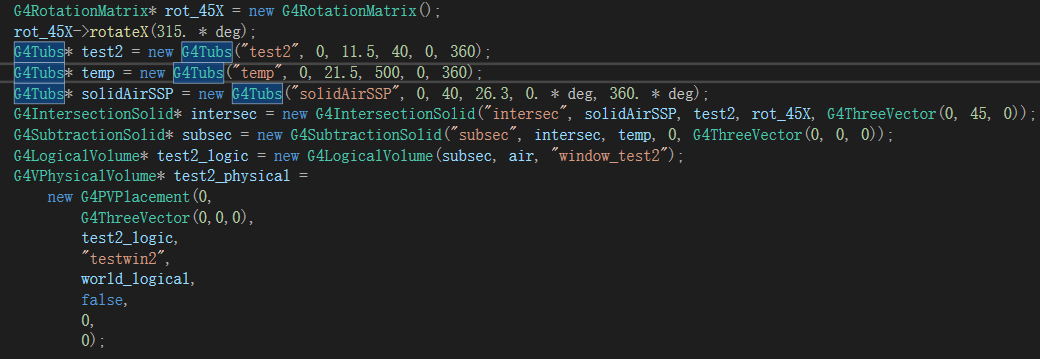 G4RotationMatrix* rot_45X = new G4RotationMatrix();
rot_45X->rotateX(315. * deg);
G4Tubs* test2 = new G4Tubs("test2", 0, 11.5, 40, 0, 360);
G4Tubs* temp = new G4Tubs("temp", 0, 21.5, 500, 0, 360);
G4Tubs* solidAirSSP = new G4Tubs("solidAirSSP", 0, 40, 26.3, 0. * deg, 360. * deg);
G4IntersectionSolid* intersec = new G4IntersectionSolid("intersec", solidAirSSP, test2, rot_45X, G4ThreeVector(0, 45, 0));
G4SubtractionSolid* subsec = new G4SubtractionSolid("subsec", intersec, temp, 0, G4ThreeVector(0, 0, 0));
G4LogicalVolume* test2_logic = new G4LogicalVolume(subsec, air, "window_test2");
G4VPhysicalVolume* test2_physical =
    new G4PVPlacement(0,
        G4ThreeVector(0,0,0),
        test2_logic,
        "testwin2",
        world_logical,
        false,
        0,
        0);